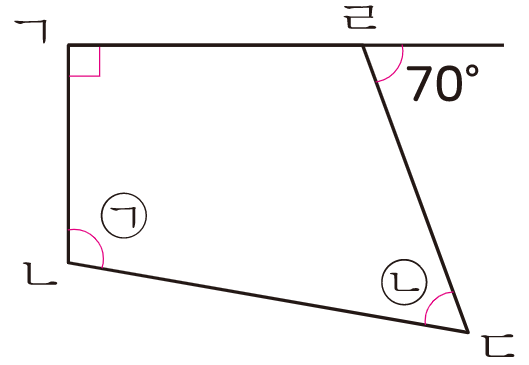 ㄱ
ㄹ
70°
㉠
ㄴ
㉡
ㄷ